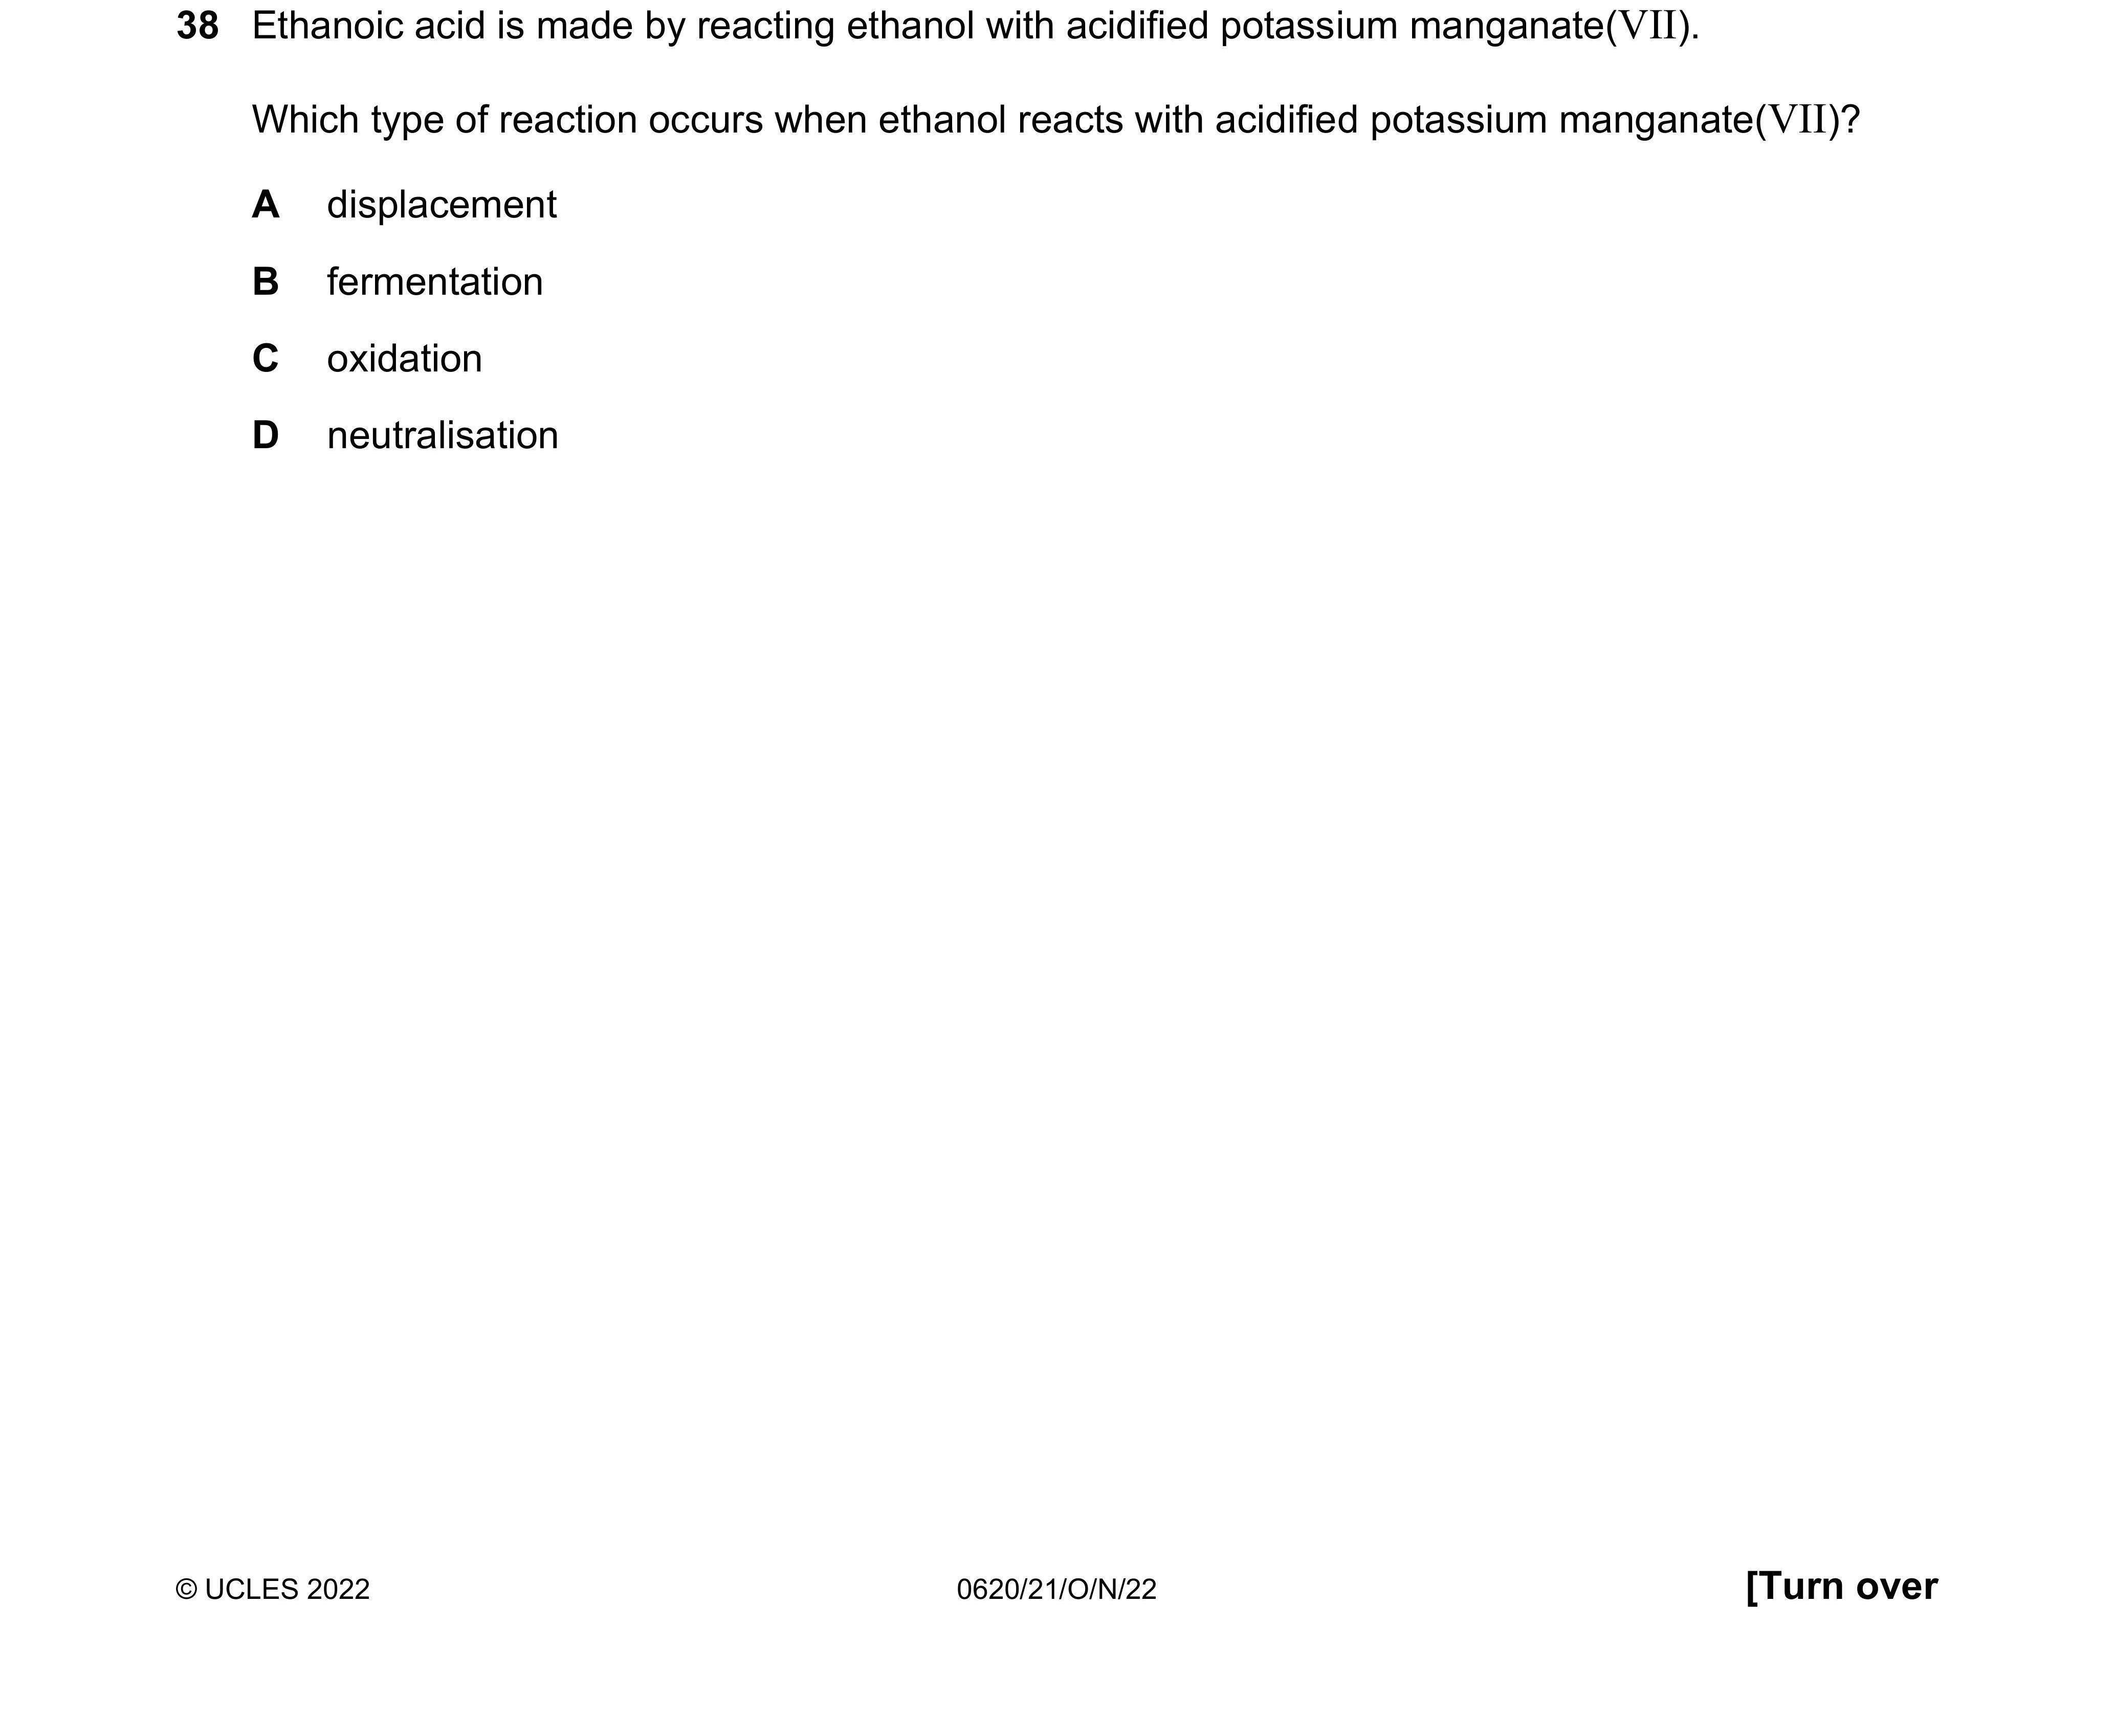 38 Ethanoic acid is made by reacting ethanol with acidified potassium manganate(VII).
Which type of reaction occurs when ethanol reacts with acidified potassium manganate(VII)?
A displacement
B fermentation
C oxidation
D neutralisation
© UCLES 2022 0620/21/O/N/22 [Turn over